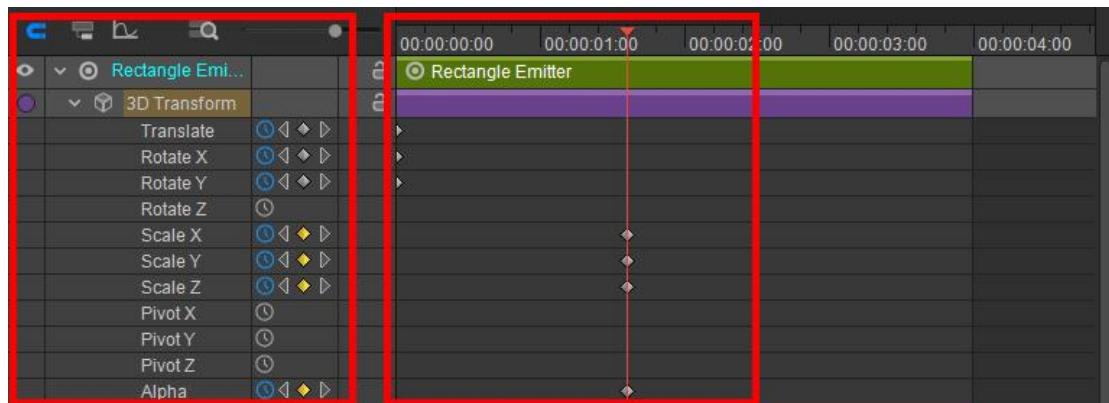 00:00:00:00 00:00:01:00 00:00:02:00 00:00:03:00 00:00:04:00
Rectangle Emi... Rectangle Emitter
3D Transform
Translate
Rotate X
Rotate Y
Rotate Z
Scale X
Scale Y
Scale Z
Pivot X
Pivot Y
Pivot Z
Alpha